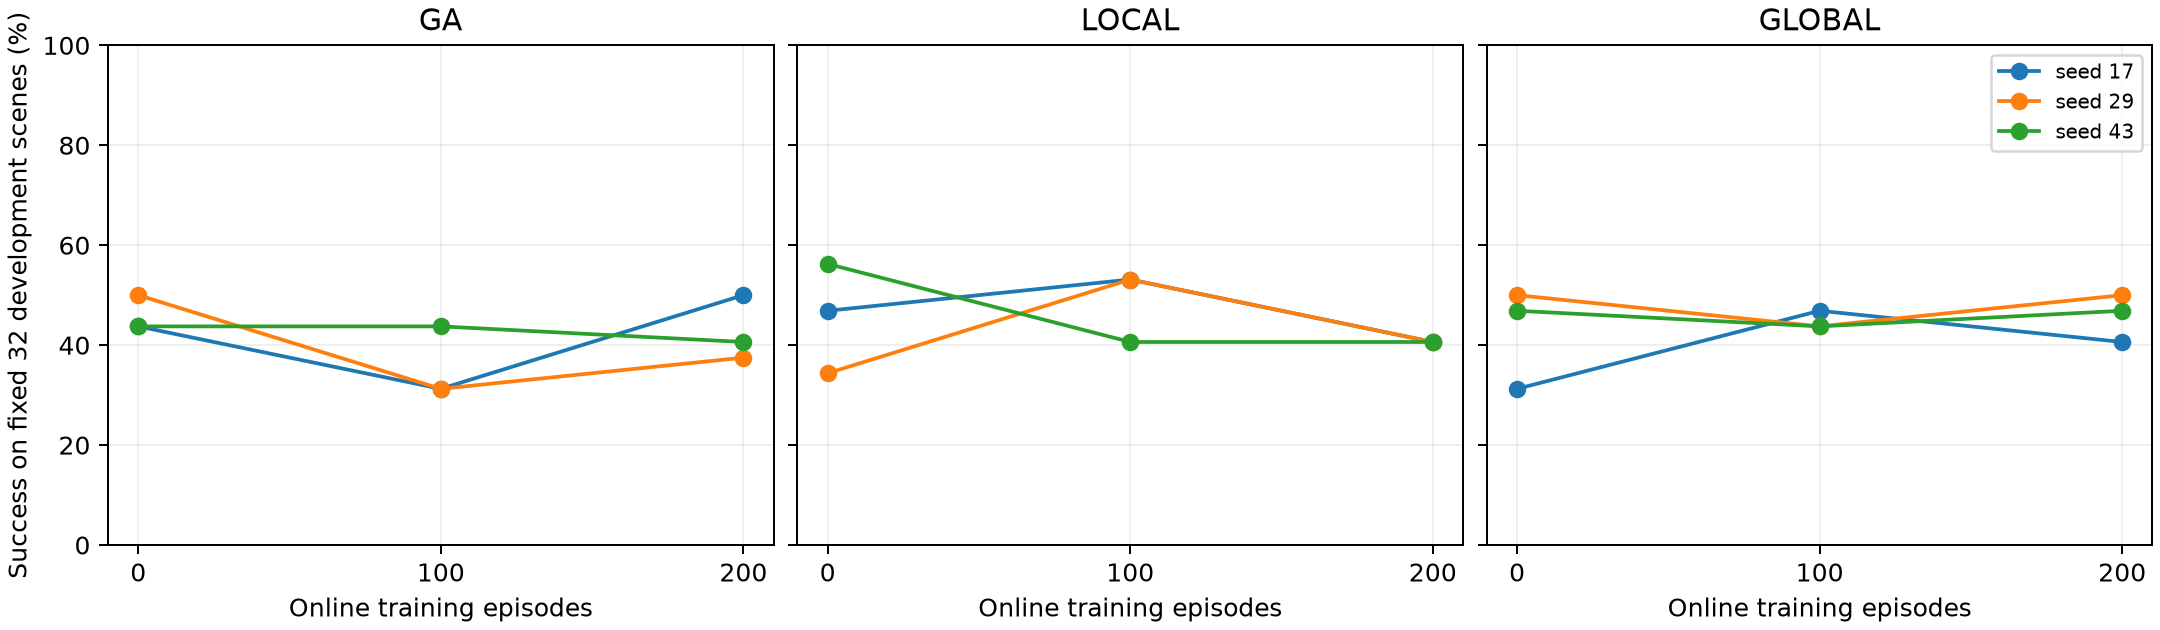 GA
LOCAL
GLOBAL
Success on fixed 32 development scenes (%)
100
80
60
40
20
0
0 100 200
0 100 200
0 100 200
Online training episodes
Online training episodes
Online training episodes
seed 17
seed 29
seed 43